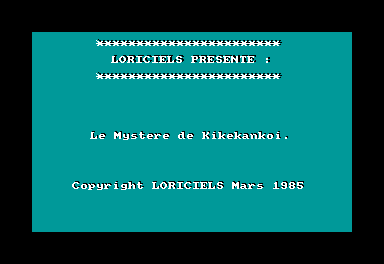 ***********************
LORICIELS PRESENTE :
***********************
Le Mystere de Kikekankoi.
Copyright LORICIELS Mars 1985